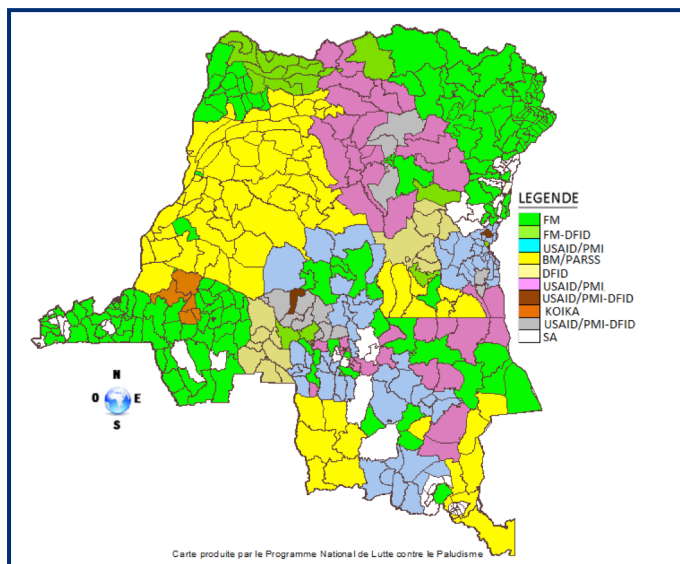 LEGENDE
FM
FM-DFID
USAID/PMI
BM/PARSS
DFID
USAID/PMI
USAID/PMI-DFID
KOIKA
USAID/PMI-DFID
SA
N
O E
S
Carte produite par le Programme National de Lutte contre le Paludisme